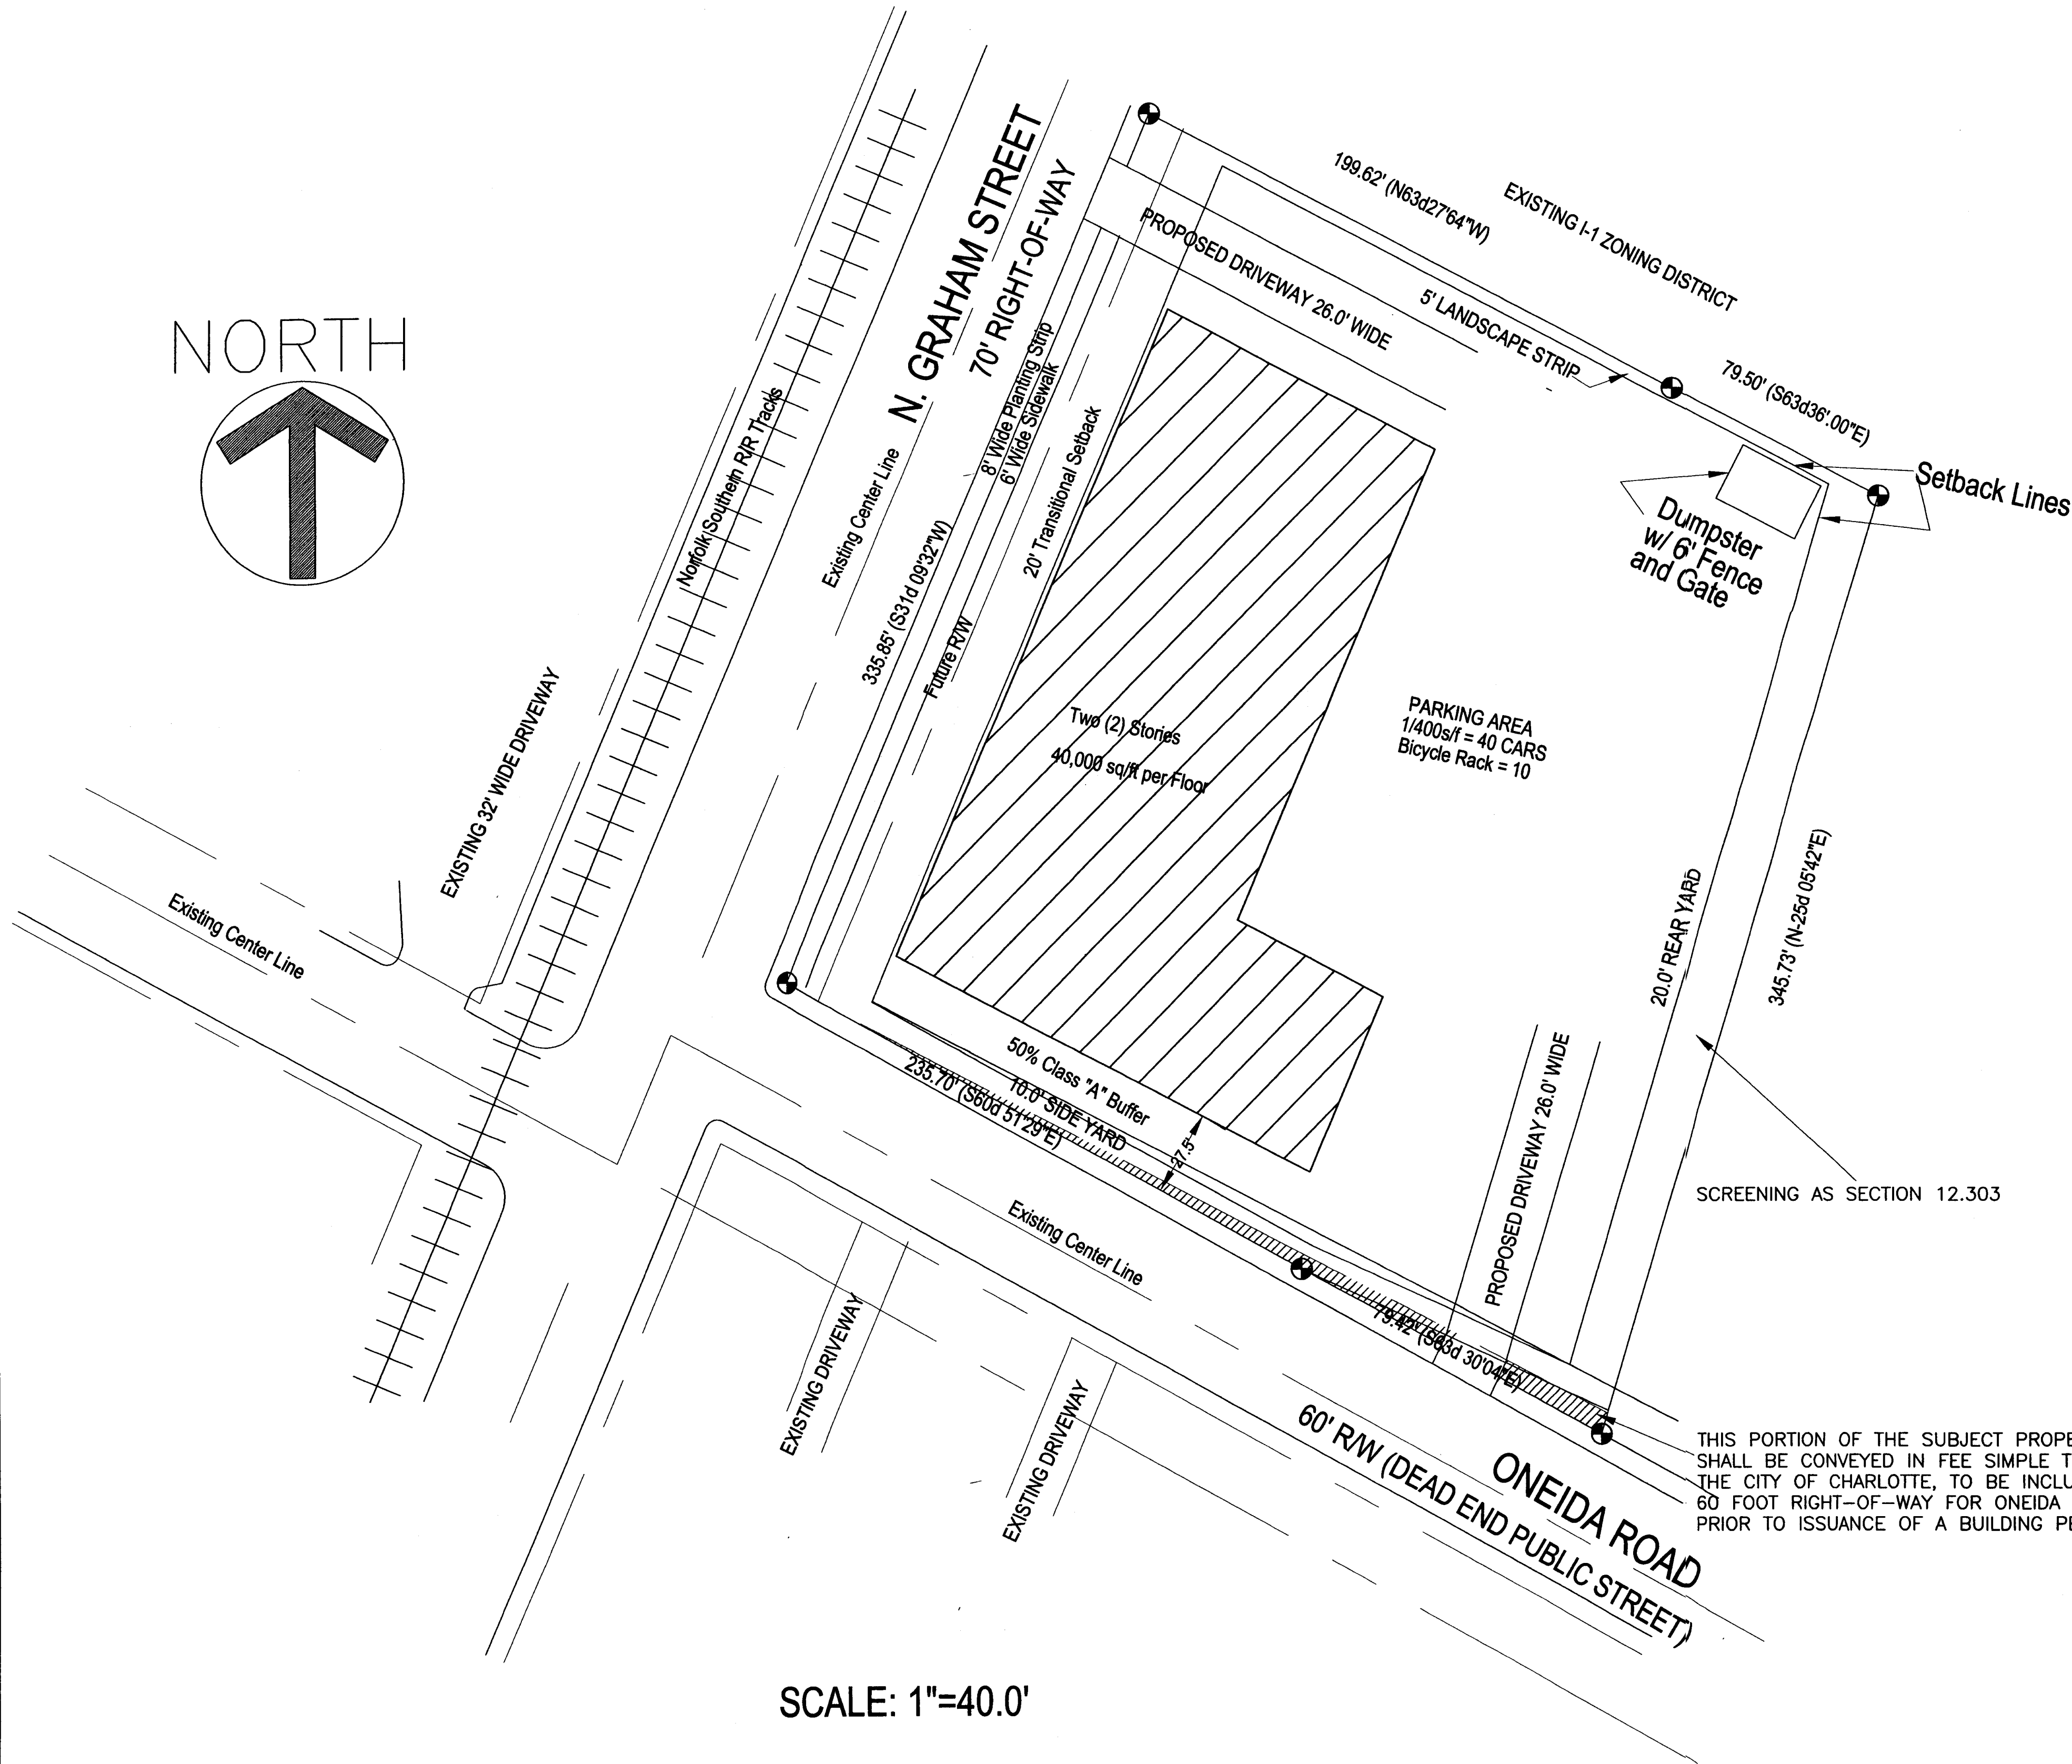 NORTH
N. GRAHAM STREET
70' RIGHT-OF-WAY
8' Wide Planting Strip
6' Wide Sidewalk
20' Transitional Setback
Existing Center Line
335.85' (S31d 09'32"W)
Future R/W
Norfolk Southern R/R Tracks
EXISTING 32' WIDE DRIVEWAY
Existing Center Line
199.62' (N63d27'64"W)
EXISTING I-1 ZONING DISTRICT
PROPOSED DRIVEWAY 26.0' WIDE
5' LANDSCAPE STRIP
79.50' (S63d36'.00"E)
Setback Lines
Dumpster
w/ 6' Fence
and Gate
Two (2) Stories
40,000 sq/ft per Floor
PARKING AREA
1/400s/f = 40 CARS
Bicycle Rack = 10
20.0' REAR YARD
345.73' (N-25d 05'42"E)
PROPOSED DRIVEWAY 26.0' WIDE
SCREENING AS SECTION 12.303
50% Class "A" Buffer
10.0' SIDE YARD
235.70' (S60d 51'29"E)
27.5'
79.42' (S63d 30'04"E)
Existing Center Line
EXISTING DRIVEWAY
EXISTING DRIVEWAY
60' R/W (DEAD END PUBLIC STREET)
ONEIDA ROAD
THIS PORTION OF THE SUBJECT PROPE
SHALL BE CONVEYED IN FEE SIMPLE T
THE CITY OF CHARLOTTE, TO BE INCLU
60 FOOT RIGHT-OF-WAY FOR ONEIDA
PRIOR TO ISSUANCE OF A BUILDING PE
SCALE: 1"=40.0'